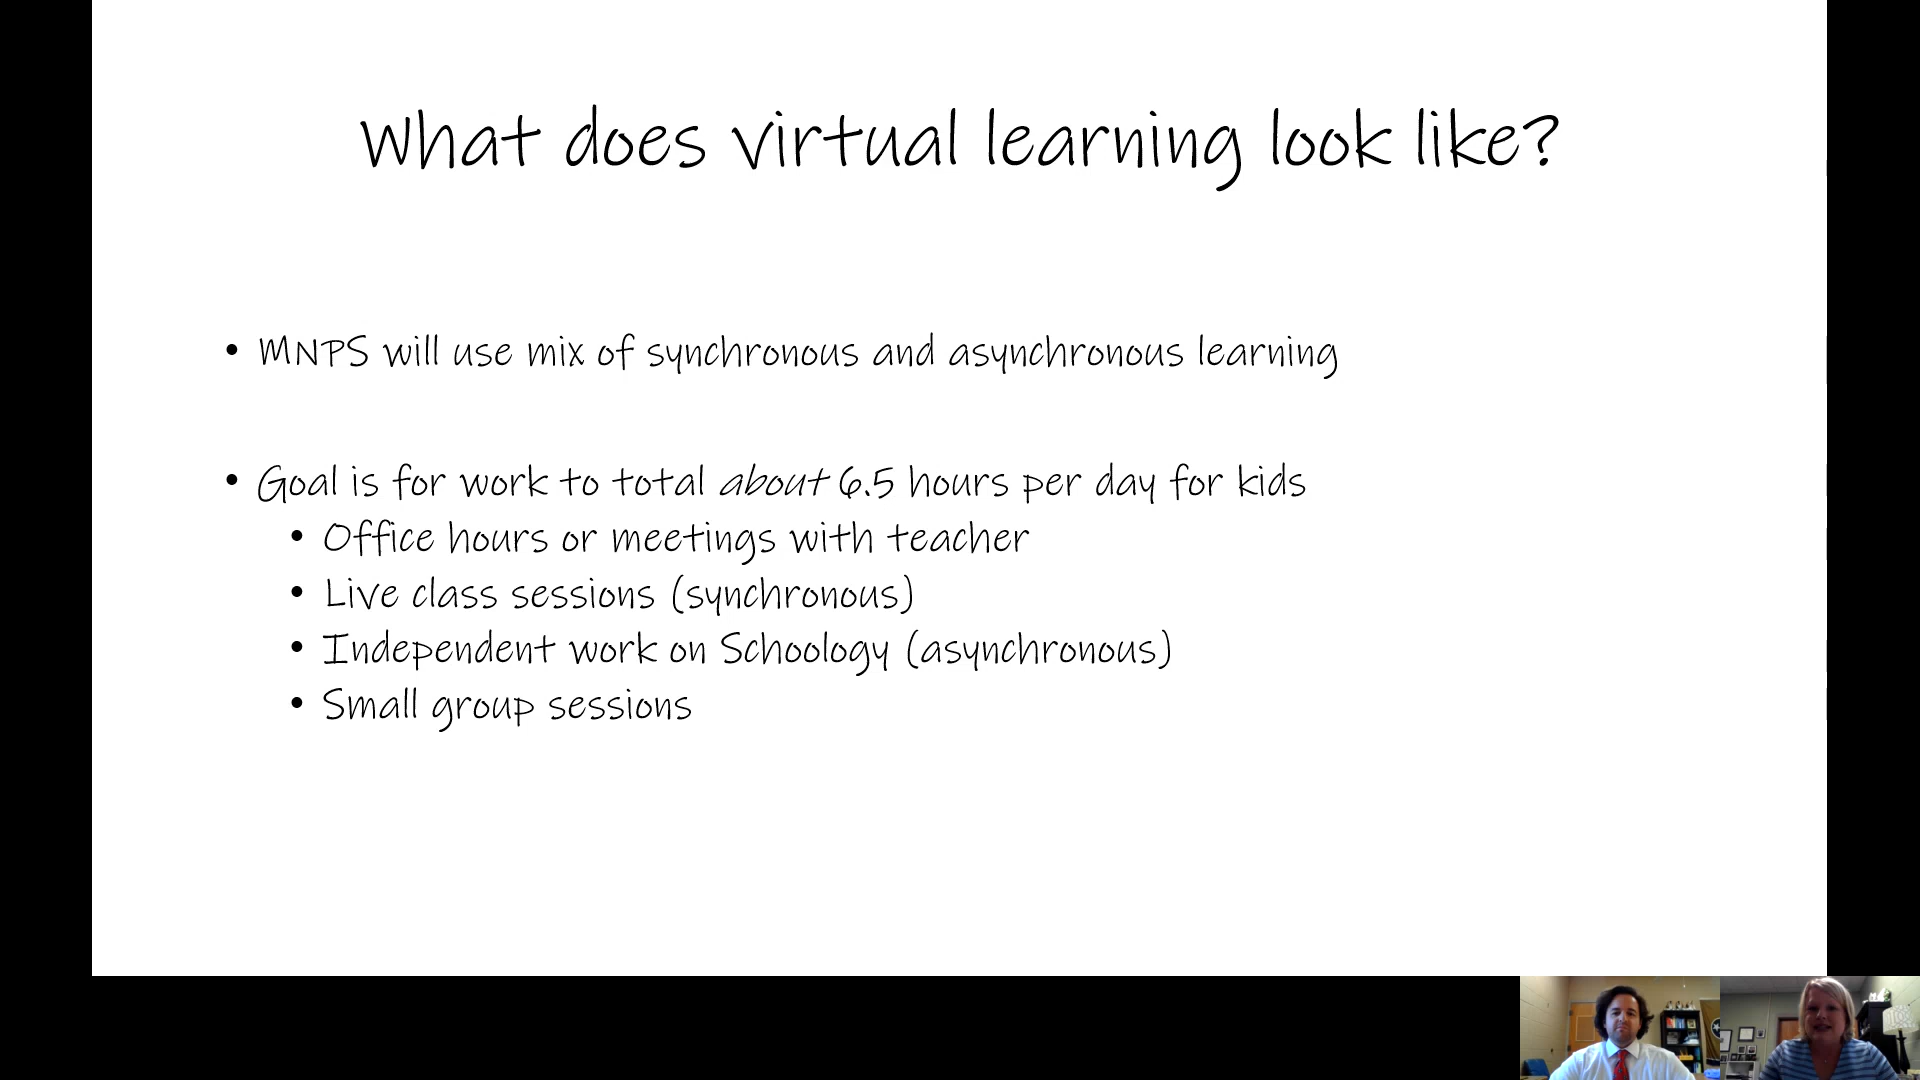 What does virtual learning look like?
• MNPS will use mix of synchronous and asynchronous learning
• Goal is for work to total about 6.5 hours per day for kids
• Office hours or meetings with teacher
• Live class sessions (synchronous)
• Independent work on Schoology (asynchronous)
• Small group sessions